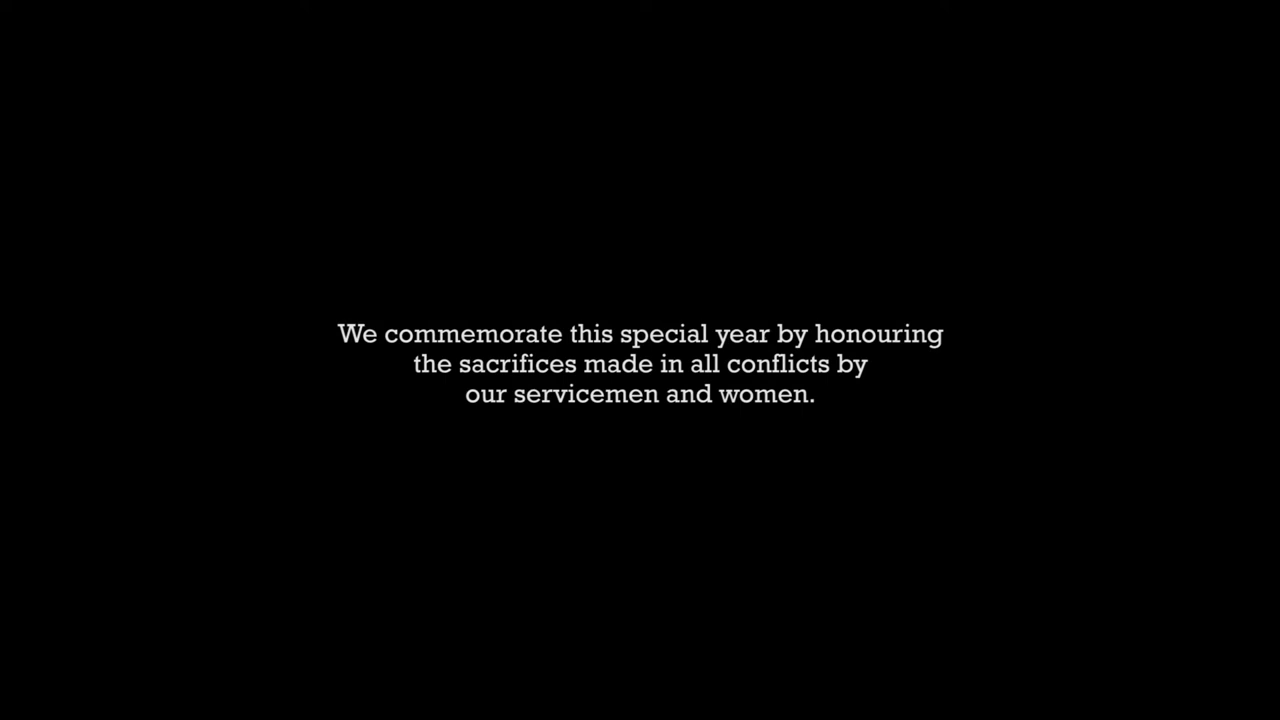 We commemorate this special year by honouring
the sacrifices made in all conflicts by
our servicemen and women.